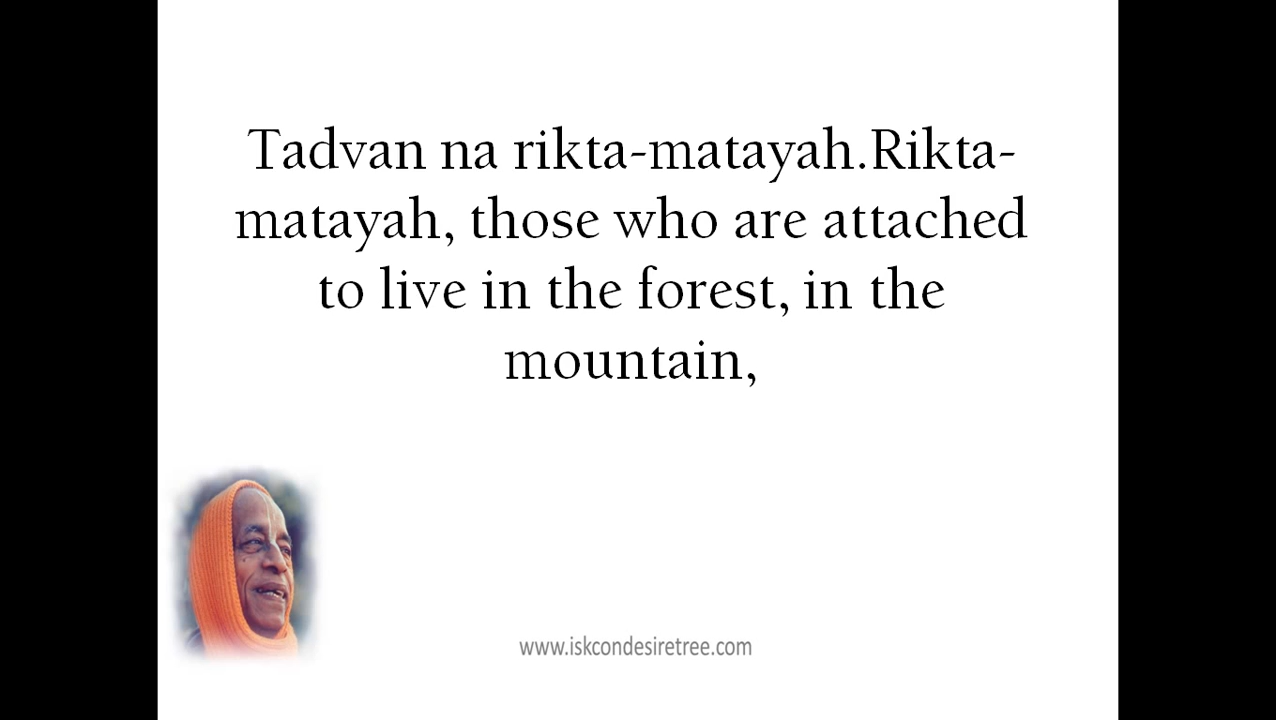 Tadvan na rikta-matayah.Rikta-
matayah, those who are attached
to live in the forest, in the
mountain,
www.iskcondesiretree.com